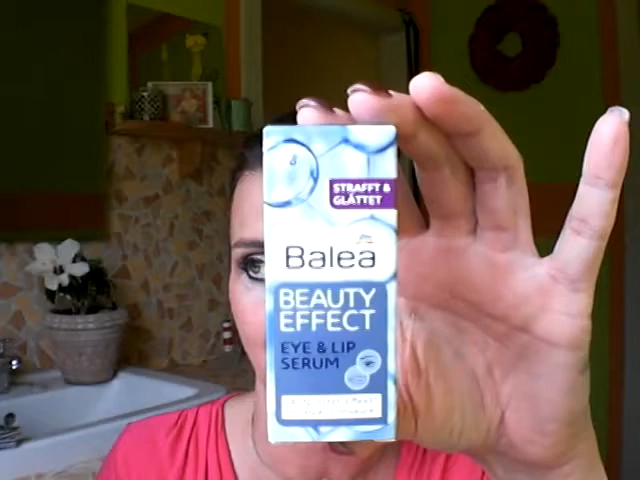 STRAFFT &
GLÄTTET
Balea
BEAUTY
EFFECT
EYE & LIP
SERUM